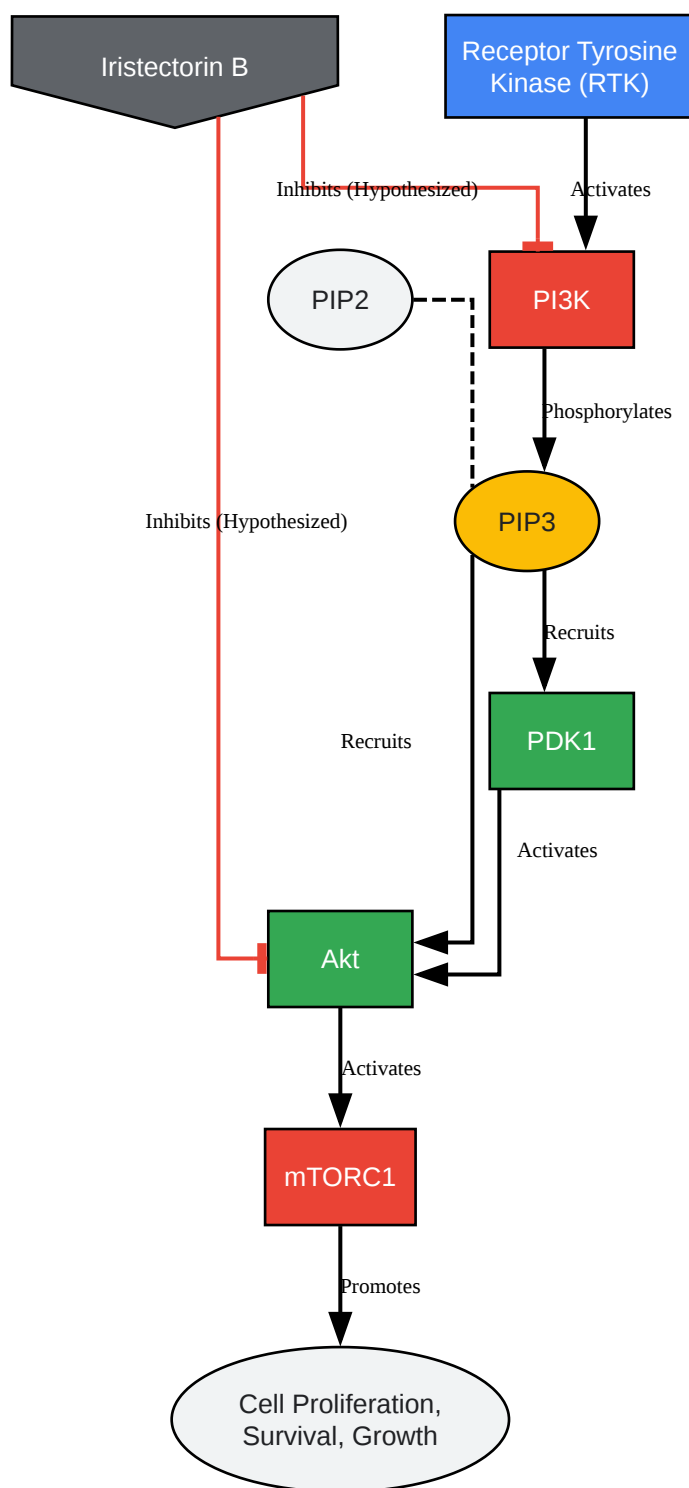 Iristectorin B
Receptor Tyrosine
Kinase (RTK)
Inhibits (Hypothesized)
Activates
PIP2
PI3K
Phosphorylates
PIP3
Inhibits (Hypothesized)
Recruits
Recruits
PDK1
Activates
Akt
Activates
mTORC1
Promotes
Cell Proliferation,
Survival, Growth